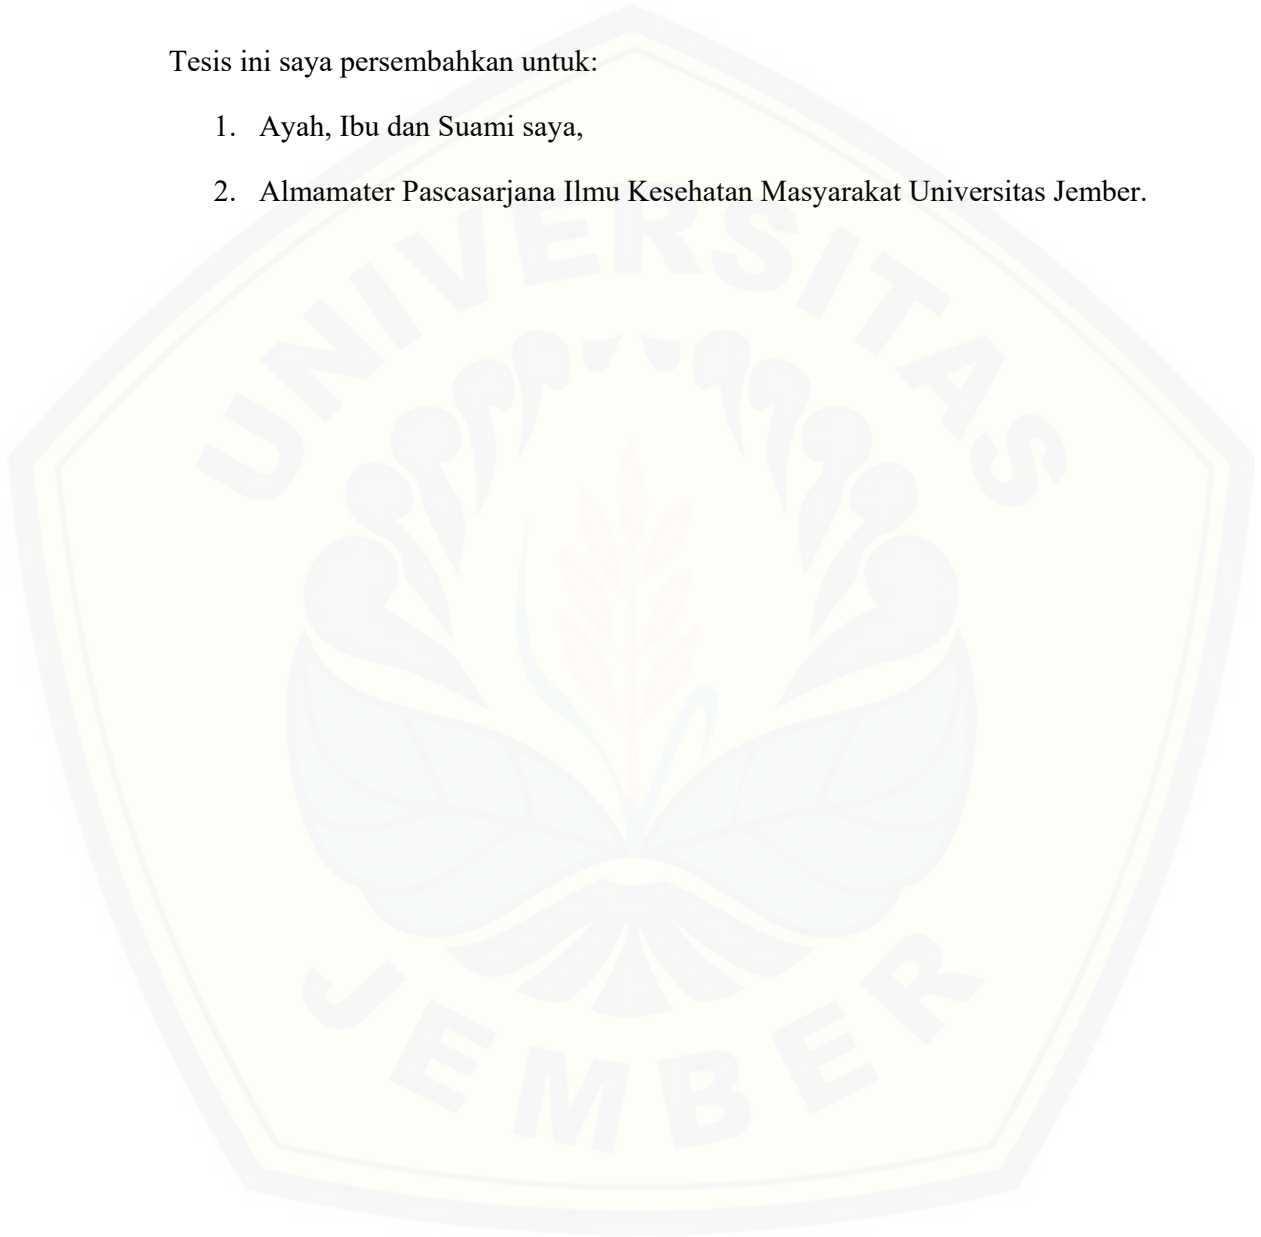 Tesis ini saya persembahkan untuk:
1. Ayah, Ibu dan Suami saya,
2. Almamater Pascasarjana Ilmu Kesehatan Masyarakat Universitas Jember.
UNIVERSITAS
JEMBER